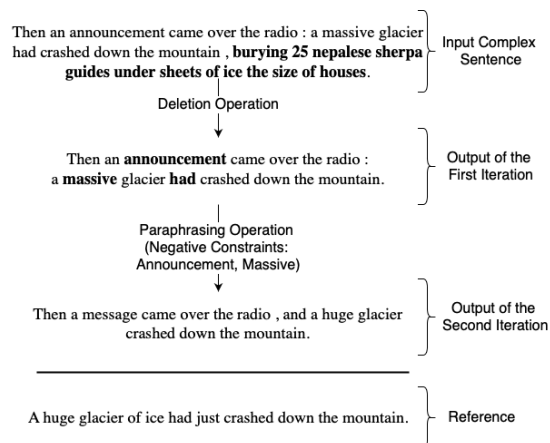 Then an announcement came over the radio : a massive glacier
had crashed down the mountain , burying 25 nepalese sherpa
guides under sheets of ice the size of houses.
Input Complex
Sentence
Deletion Operation
Then an announcement came over the radio :
a massive glacier had crashed down the mountain.
Output of the
First Iteration
Paraphrasing Operation
(Negative Constraints:
Announcement, Massive)
Then a message came over the radio , and a huge glacier
crashed down the mountain.
Output of the
Second Iteration
A huge glacier of ice had just crashed down the mountain.
Reference